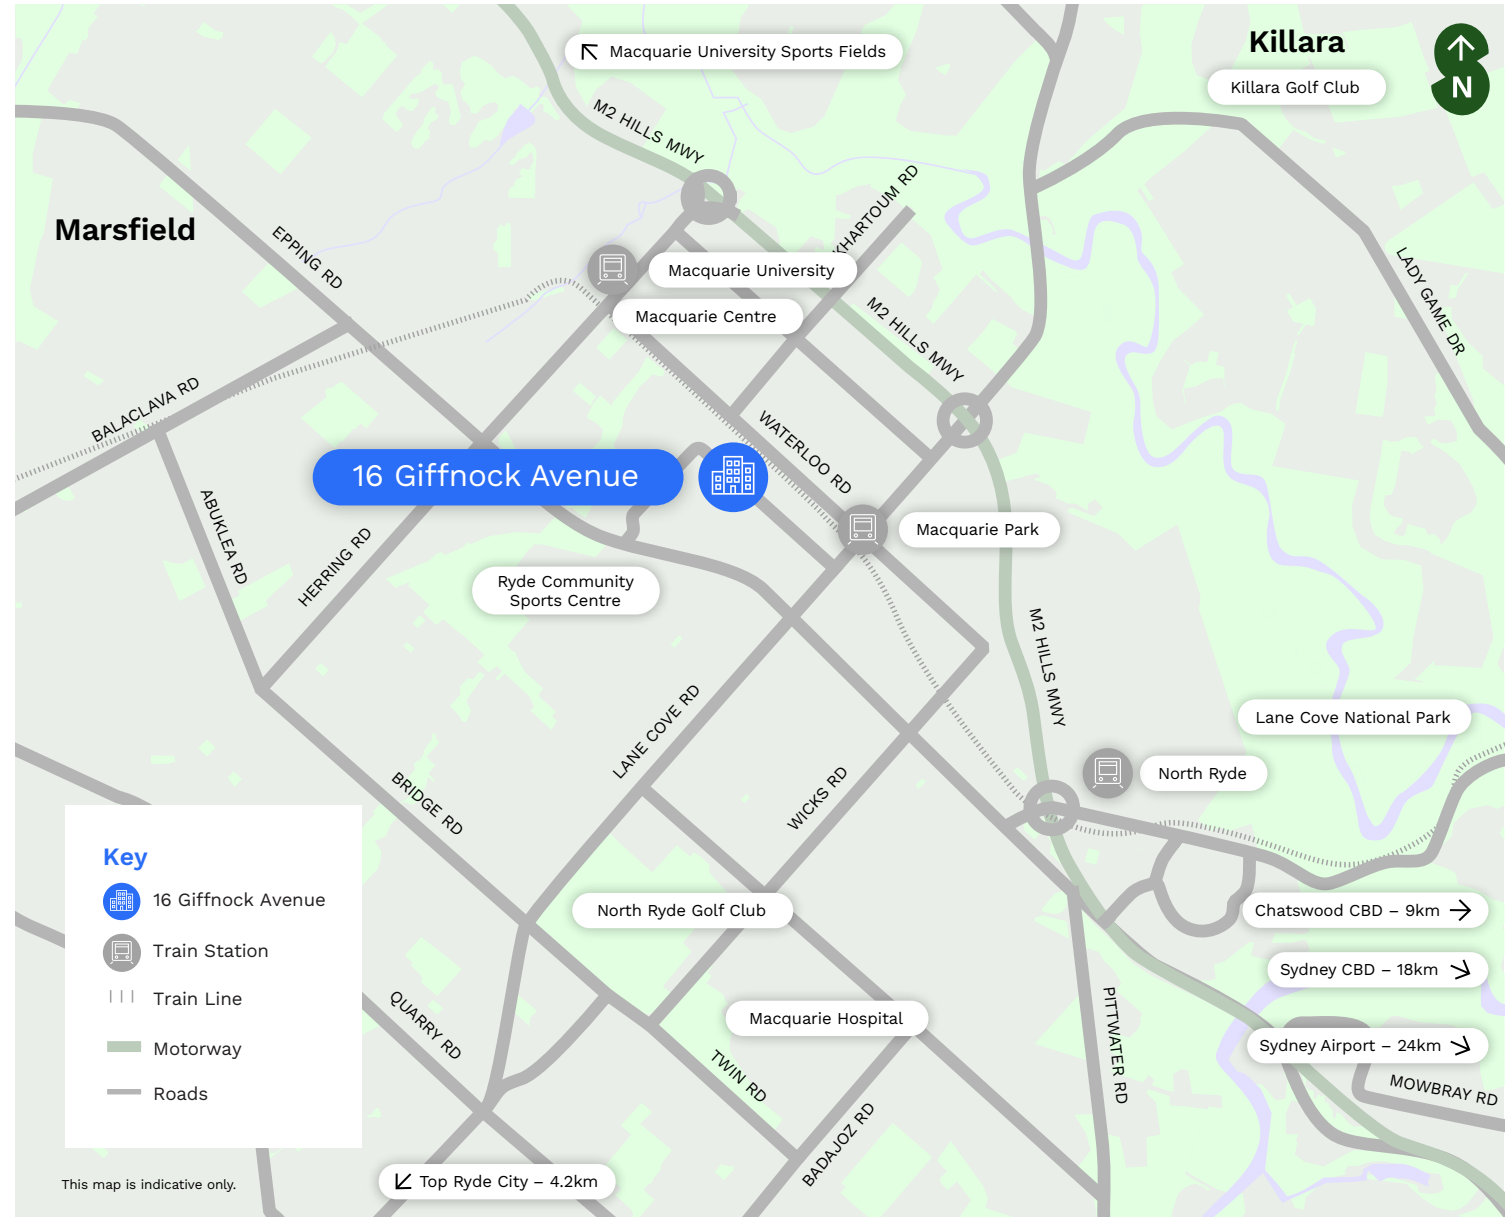 Macquarie University Sports Fields
Killara
Killara Golf Club
N
M2 HILLS MWY
KHARTOUM RD
Marsfield
EPPING RD
Macquarie University
Macquarie Centre
M2 HILLS MWY
LADY GAME DR
BALACLAVA RD
WATERLOO RD
16 Giffnock Avenue
ABUKLEA RD
HERRING RD
Macquarie Park
Ryde Community
Sports Centre
M2 HILLS MWY
LANE COVE RD
Lane Cove National Park
North Ryde
BRIDGE RD
WICKS RD
Key
16 Giffnock Avenue
Train Station
Train Line
Motorway
Roads
North Ryde Golf Club
Chatswood CBD – 9km
Sydney CBD – 18km
QUARRY RD
Macquarie Hospital
PITTWATER RD
Sydney Airport – 24km
TWIN RD
MOWBRAY RD
BADAJOZ RD
This map is indicative only.
Top Ryde City – 4.2km